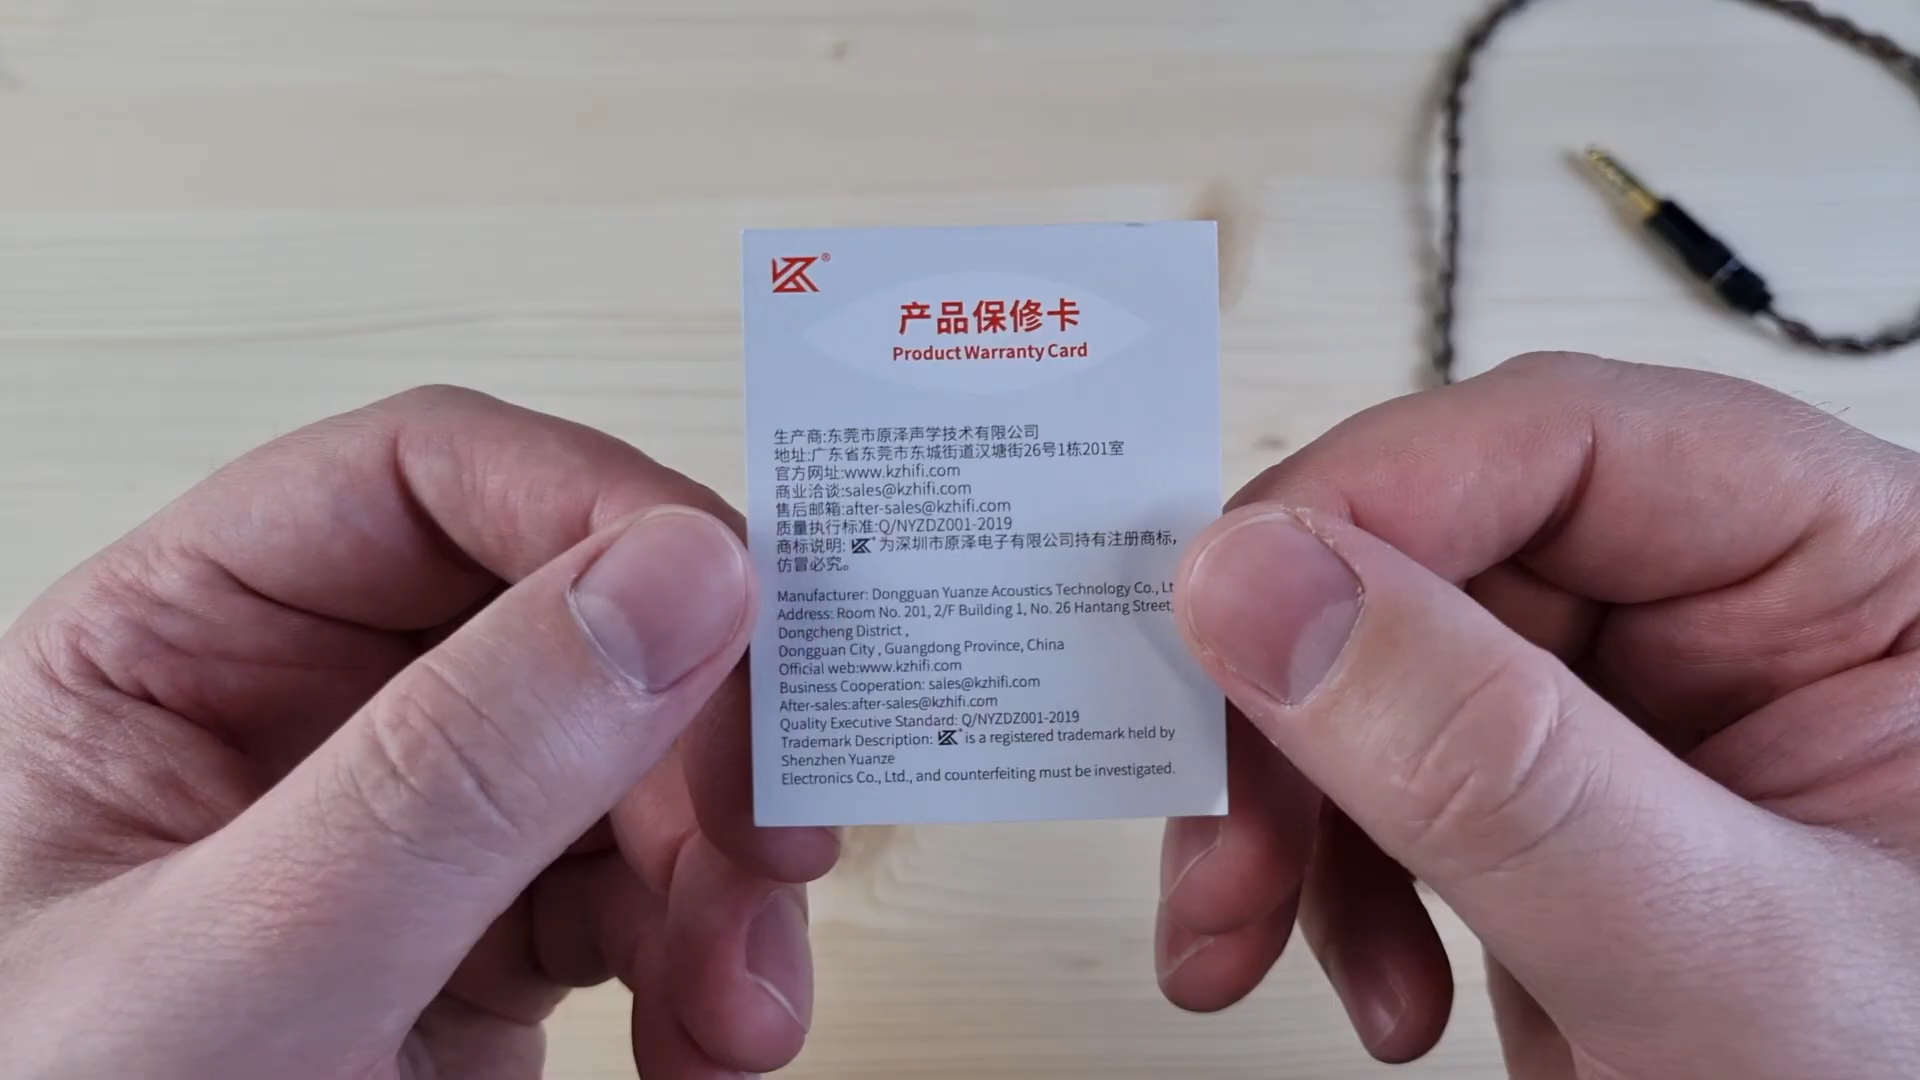 KZ®
产品保修卡
Product Warranty Card
生产商:东莞市原泽声学技术有限公司
地址:广东省东莞市东城街道汉塘街26号1栋201室
官方网址:www.kzhifi.com
商业洽谈:sales@kzhifi.com
售后邮箱:after-sales@kzhifi.com
质量执行标准:Q/NYZDZ001-2019
商标说明: KZ® 为深圳市原泽电子有限公司持有注册商标,
仿冒必究。
Manufacturer: Dongguan Yuanze Acoustics Technology Co., Lt
Address: Room No. 201, 2/F Building 1, No. 26 Hantang Street,
Dongcheng District ,
Dongguan City , Guangdong Province, China
Official web:www.kzhifi.com
Business Cooperation: sales@kzhifi.com
After-sales:after-sales@kzhifi.com
Quality Executive Standard: Q/NYZDZ001-2019
Trademark Description: KZ® is a registered trademark held by
Shenzhen Yuanze
Electronics Co., Ltd., and counterfeiting must be investigated.